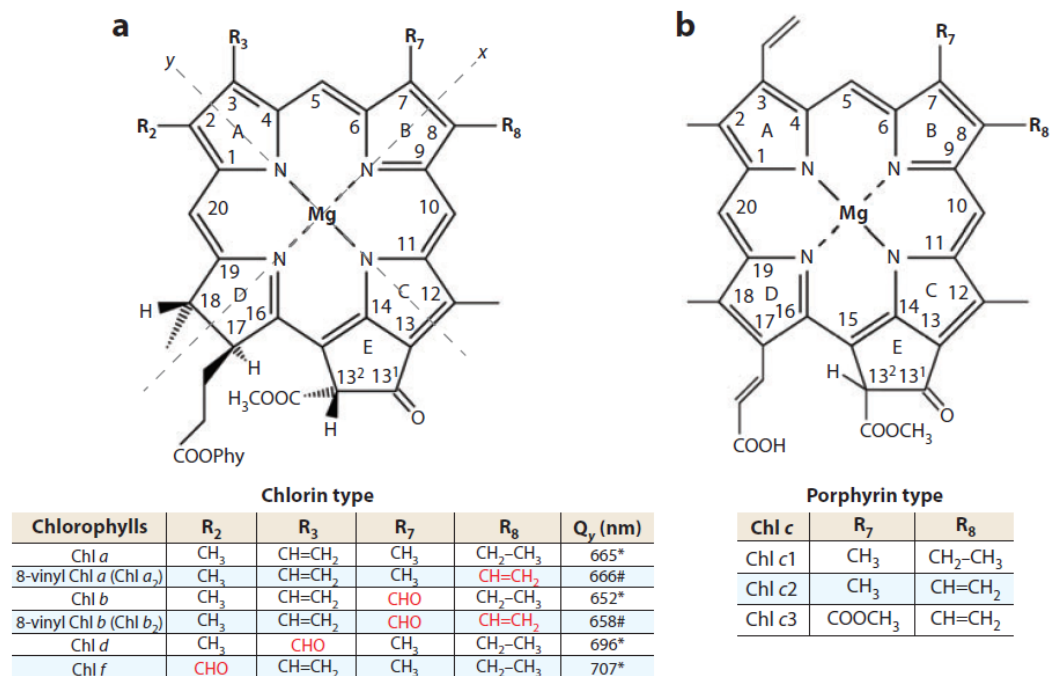 a
R3
R7
y
x
3
5
7
2
4
6
8
A
B
R2
R8
1
9
N
N
20
Mg
10
11
19
N
N
H
18
D
16
14
C
12
17
13
E
H
13²
13¹
H3COOC
O
H
COOPhy
b
R7
3
5
7
2
4
6
8
A
B
R8
1
9
N
N
20
Mg
10
11
19
N
N
18
D
16
14
C
12
17
15
13
E
H
13²
13¹
O
COOH
COOCH3
Chlorin type
Chlorophylls R2 R3 R7 R8 Qy (nm)
Chl a CH3 CH=CH2 CH3 CH2–CH3 665*
8-vinyl Chl a (Chl a2) CH3 CH=CH2 CH3 CH=CH2 666#
Chl b CH3 CH=CH2 CHO CH2–CH3 652*
8-vinyl Chl b (Chl b2) CH3 CH=CH2 CHO CH=CH2 658#
Chl d CH3 CHO CH3 CH2–CH3 696*
Chl f CHO CH=CH2 CH3 CH2–CH3 707*
Porphyrin type
Chl c R7 R8
Chl c1 CH3 CH2–CH3
Chl c2 CH3 CH=CH2
Chl c3 COOCH3 CH=CH2